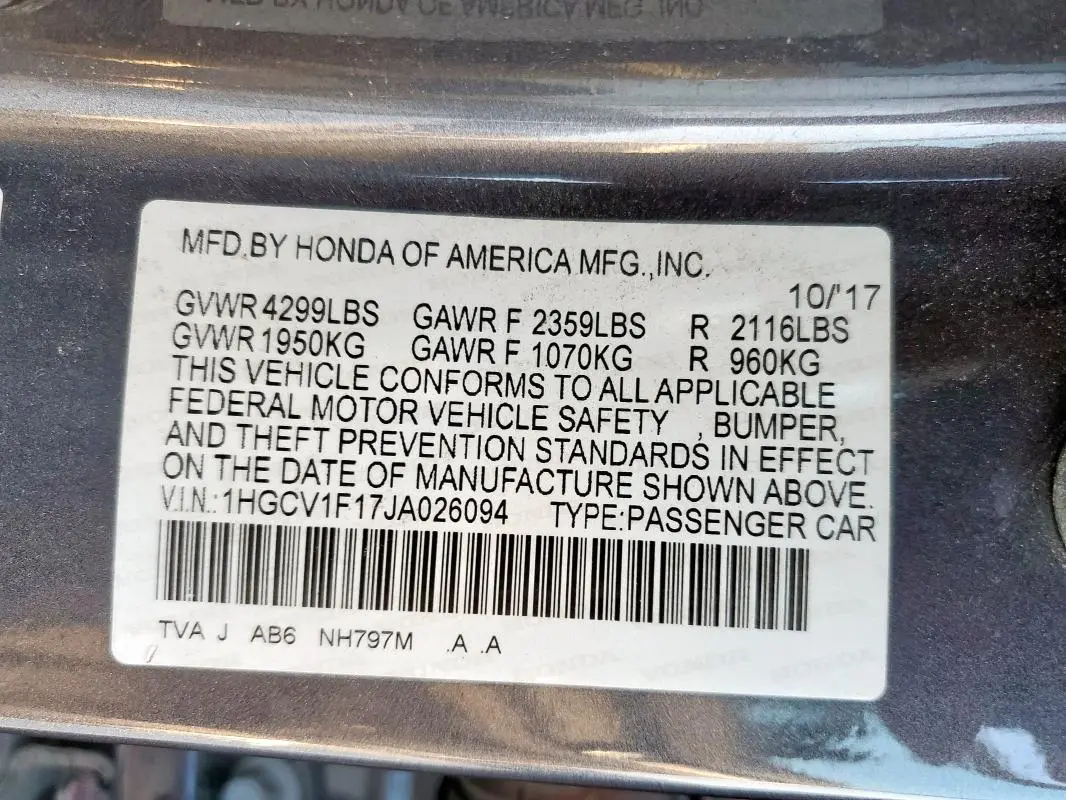 MFD.BY HONDA OF AMERICA MFG.,INC.
10/'17
GVWR 4299LBS GAWR F 2359LBS R 2116LBS
GVWR 1950KG GAWR F 1070KG R 960KG
THIS VEHICLE CONFORMS TO ALL APPLICABLE
FEDERAL MOTOR VEHICLE SAFETY , BUMPER,
AND THEFT PREVENTION STANDARDS IN EFFECT
ON THE DATE OF MANUFACTURE SHOWN ABOVE.
V.I.N.:1HGCV1F17JA026094 TYPE:PASSENGER CAR
TVA J AB6 NH797M .A .A